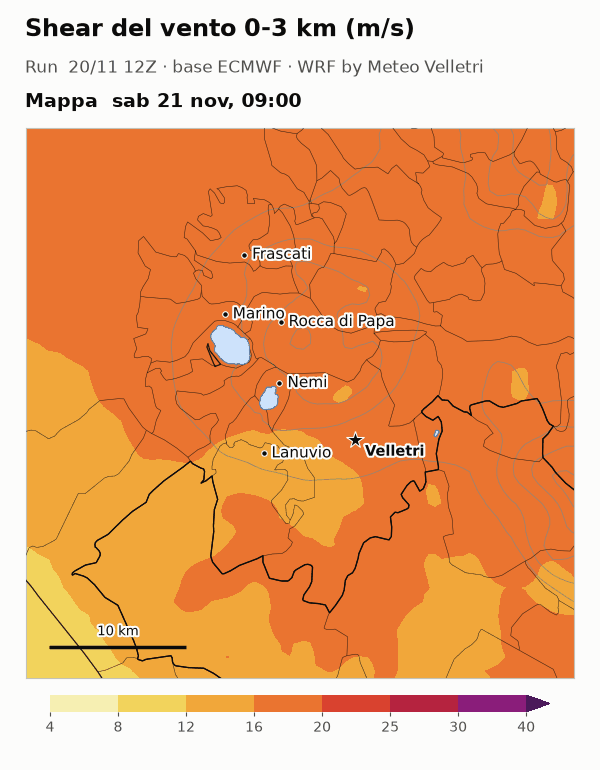 Shear del vento 0-3 km (m/s)
Run  20/11 12Z · base ECMWF · WRF by Meteo Velletri
Mappa  sab 21 nov, 09:00
Frascati
Marino
Rocca di Papa
Nemi
Velletri
Lanuvio
10 km
4 8 12 16 20 25 30 40